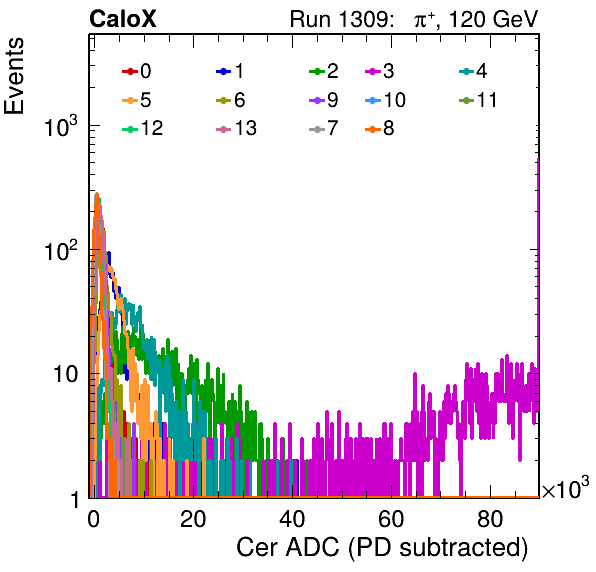 CaloX Run 1309: π⁺, 120 GeV
Events
0 1 2 3 4
5 6 9 10 11
12 13 7 8
10³
10²
10
1
0 20 40 60 80 ×10³
Cer ADC (PD subtracted)